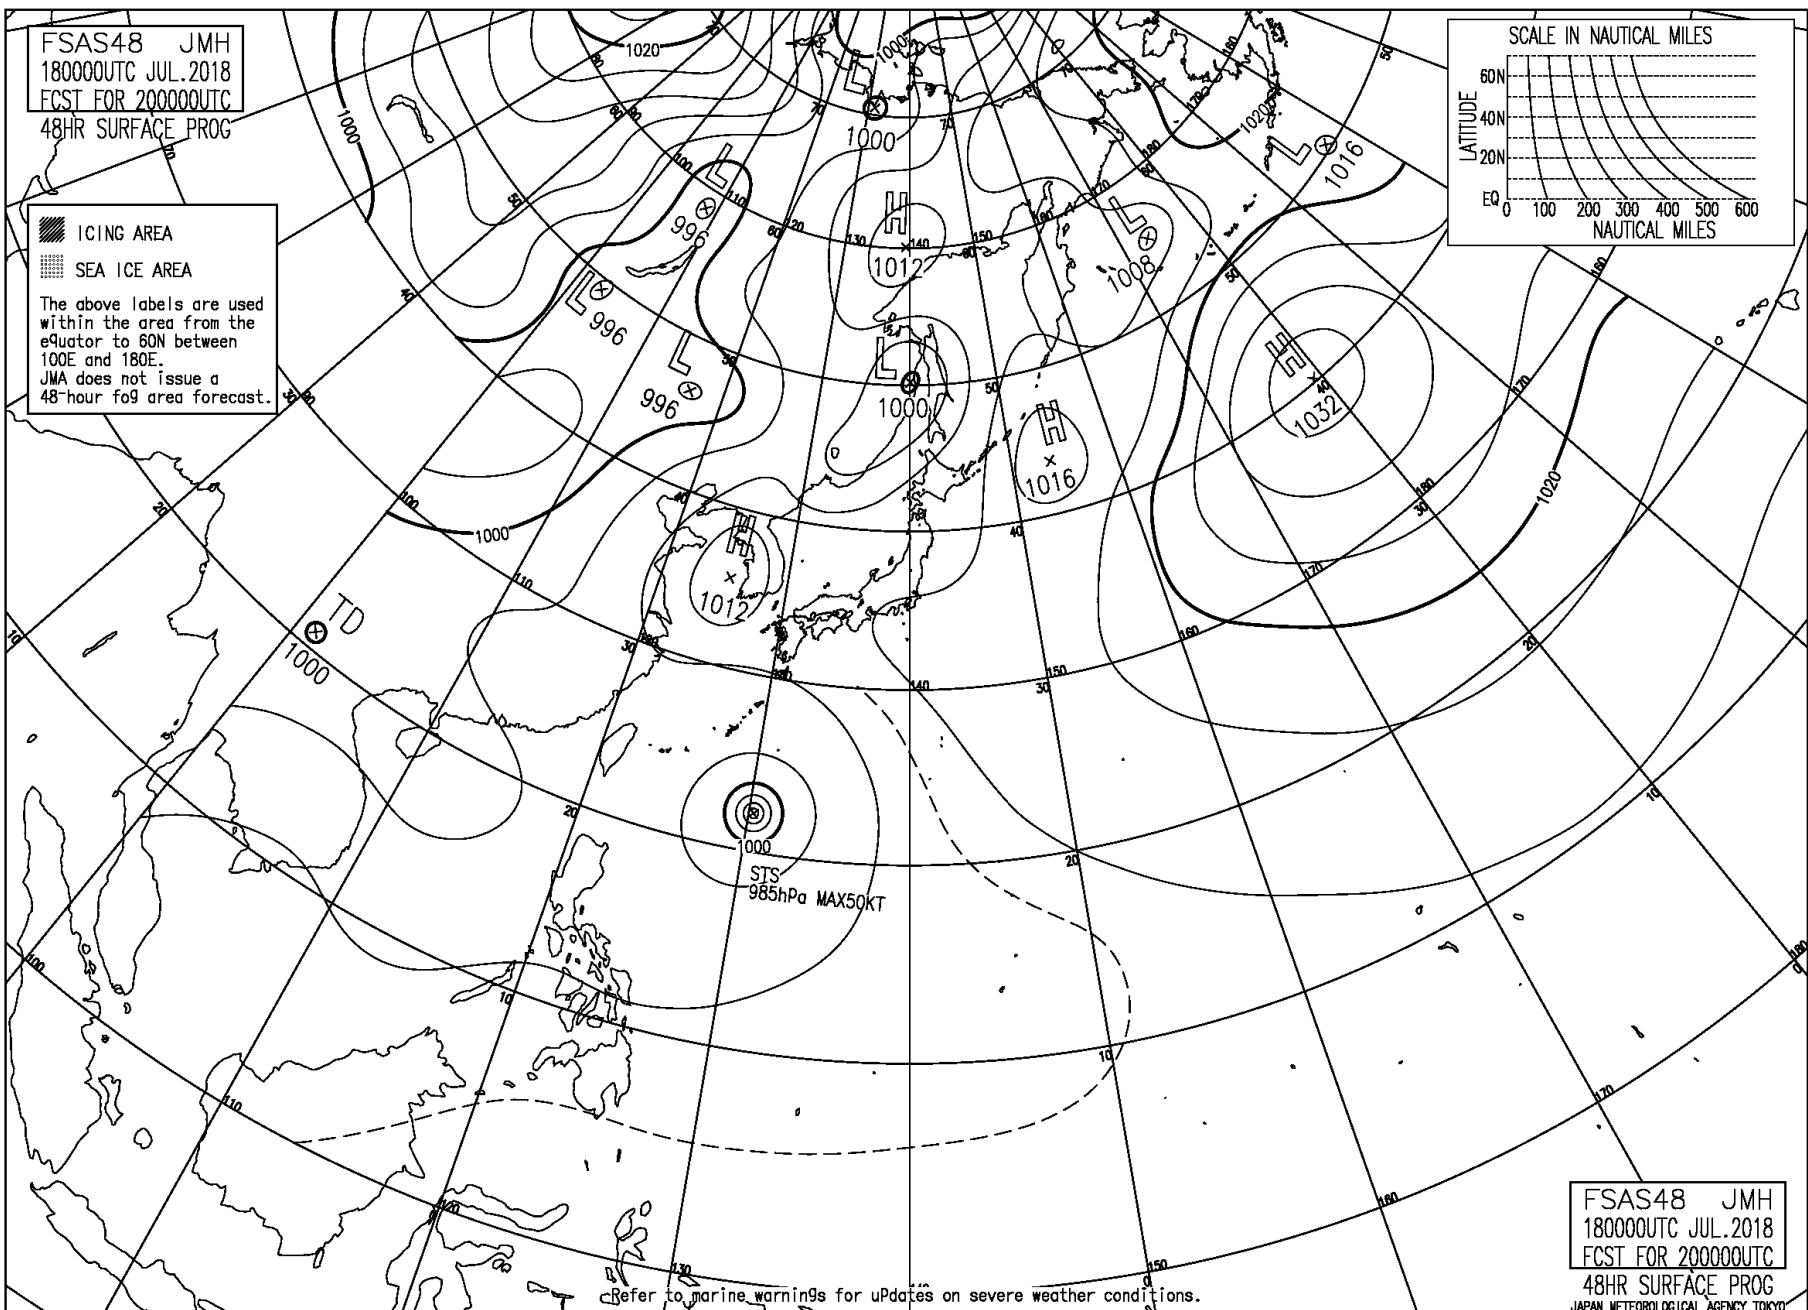 FSAS48 JMH
180000UTC JUL.2018
FCST FOR 200000UTC
48HR SURFACE PROG
ICING AREA
SEA ICE AREA
The above labels are used
within the area from the
equator to 60N between
100E and 180E.
JMA does not issue a
48-hour fog area forecast.
SCALE IN NAUTICAL MILES
LATITUDE
60N
40N
20N
EQ
0 100 200 300 400 500 600
NAUTICAL MILES
1020
1000
1000
L
1000
1020
L
1016
L
996
H
1012
L
1008
L
996
L
996
L
1000
H
1016
H
1032
1020
1000
H
1012
TD
1000
1000
STS
985hPa MAX50KT
Refer to marine warnings for uPdates on severe weather conditions.
FSAS48 JMH
180000UTC JUL.2018
FCST FOR 200000UTC
48HR SURFACE PROG
JAPAN METEOROLOGICAL AGENCY TOKYO